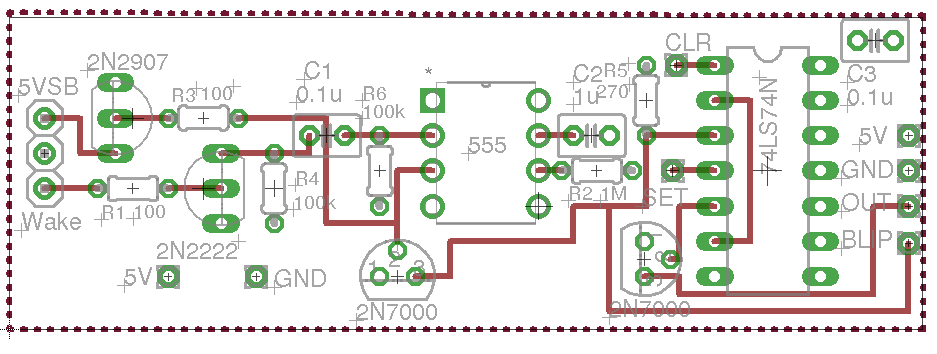 CLR
2N2907
5VSB
R3 100
C1
0.1u
R6
100k
*
C2 R5
1u 270
C3
0.1u
74LS74N
555
5V
GND
R4
100k
R1 100
R2 1M
SET
OUT
Wake
2N2222
BLIP
5V
GND
1 2 3
2N7000
2N7000